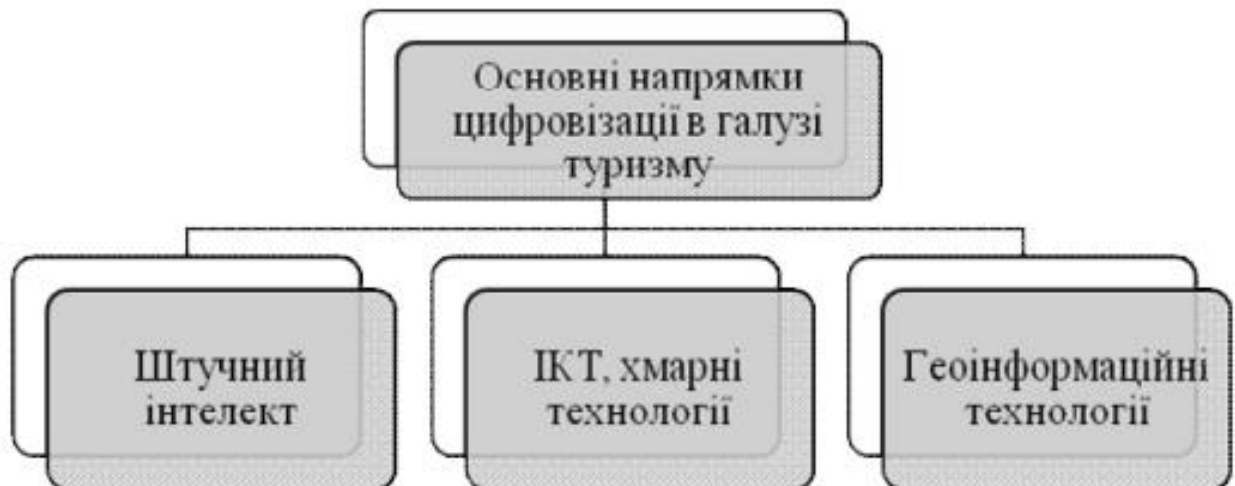 Основні напрямки
цифровізації в галузі
туризму
Штучний
інтелект
ІКТ, хмарні
технології
Геоінформаційні
технології